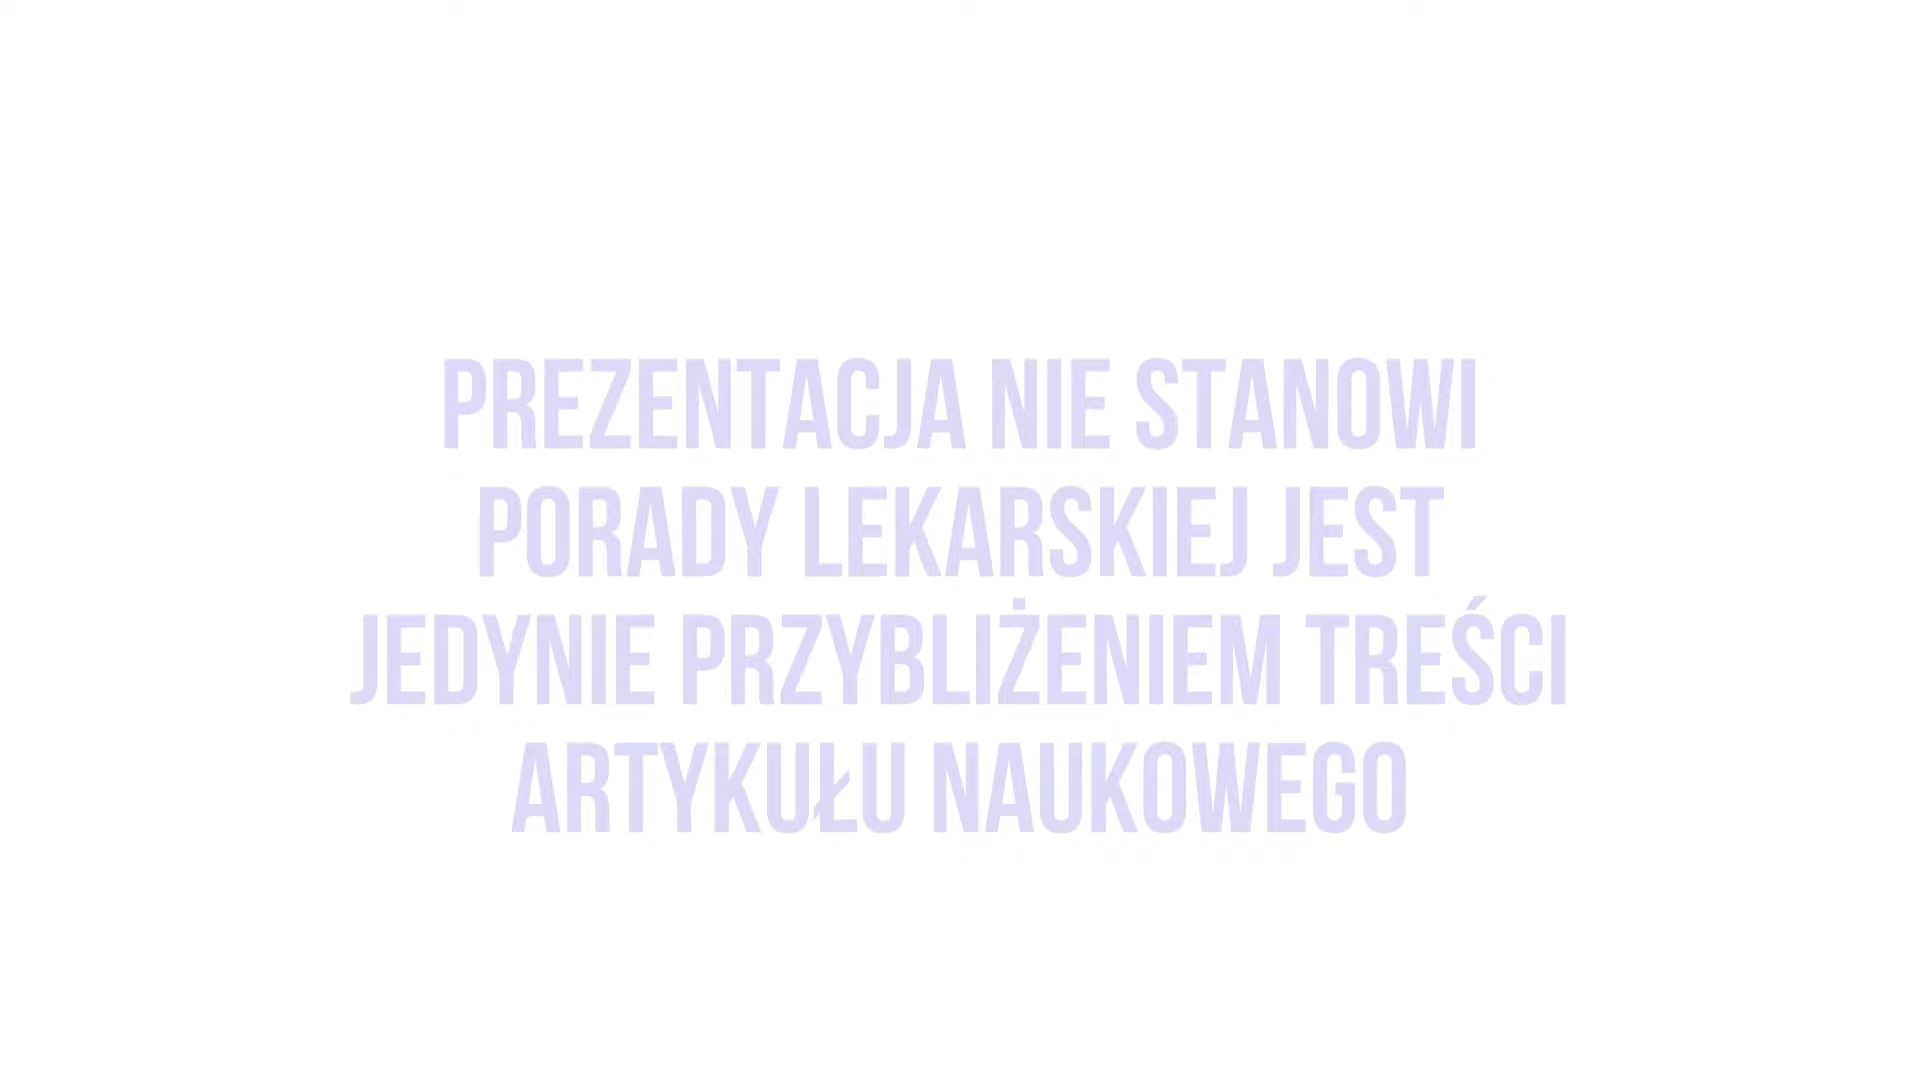 PREZENTACJA NIE STANOWI
PORADY LEKARSKIEJ JEST
JEDYNIE PRZYBLIŻENIEM TREŚCI
ARTYKUŁU NAUKOWEGO